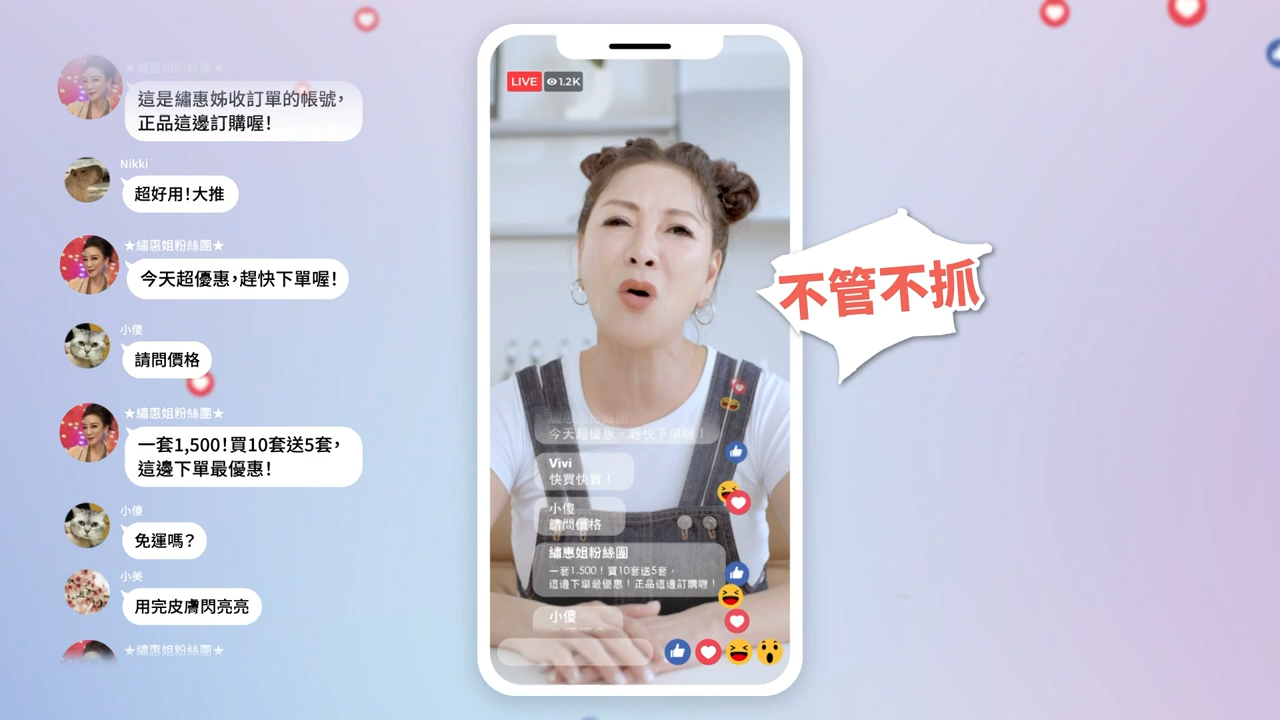 ★繡惠姐粉絲團★
這是繡惠姊收訂單的帳號，
正品這邊訂購喔！
Nikki
超好用！大推
★繡惠姐粉絲團★
今天超優惠，趕快下單喔！
小傻
請問價格
★繡惠姐粉絲團★
一套1,500！買10套送5套，
這邊下單最優惠！
小傻
免運嗎？
小美
用完皮膚閃亮亮
★繡惠姐粉絲團★
LIVE 1.2K
今天超優惠，趕快下單喔！
Vivi
快買快買！
小傻
請問價格
繡惠姐粉絲團
一套1.500！買10套送5套，
這邊下單最優惠！正品這邊訂購喔！
小傻
不管不抓